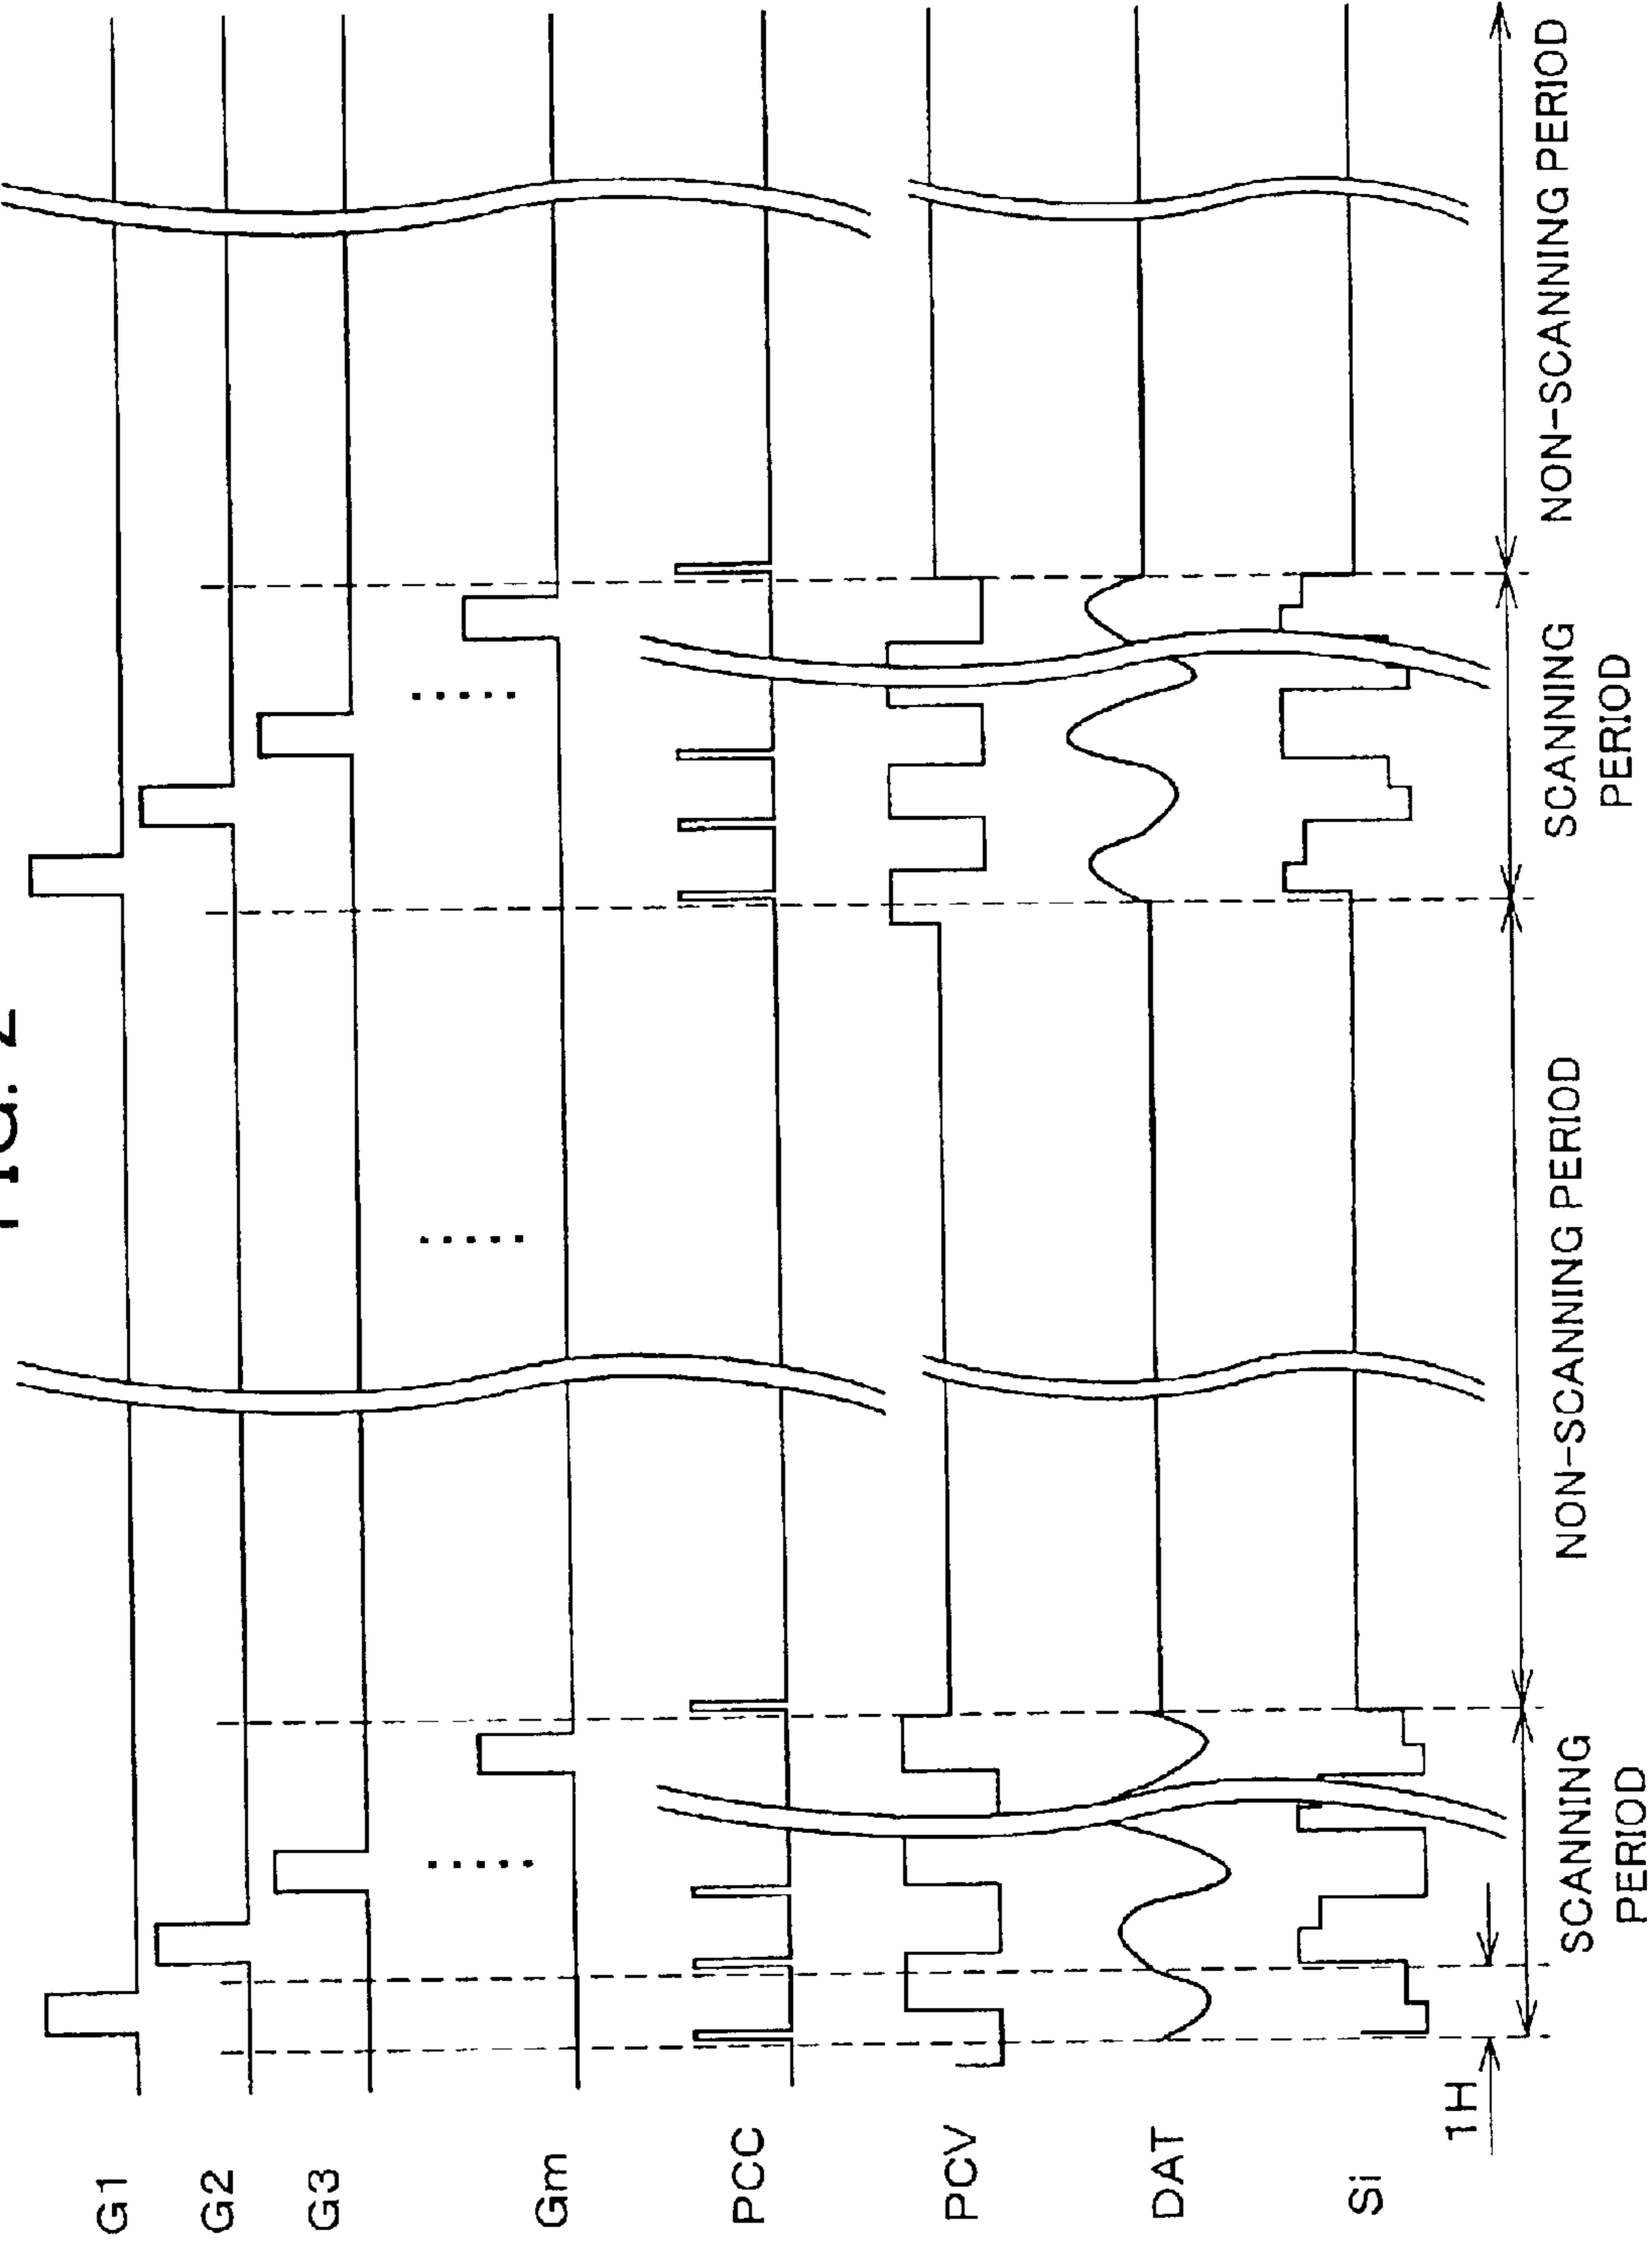 FIG. 2
G1
G2
G3
Gm
PCC
PCV
DAT
Si
1H
SCANNING
PERIOD
NON-SCANNING PERIOD
SCANNING
PERIOD
NON-SCANNING PERIOD